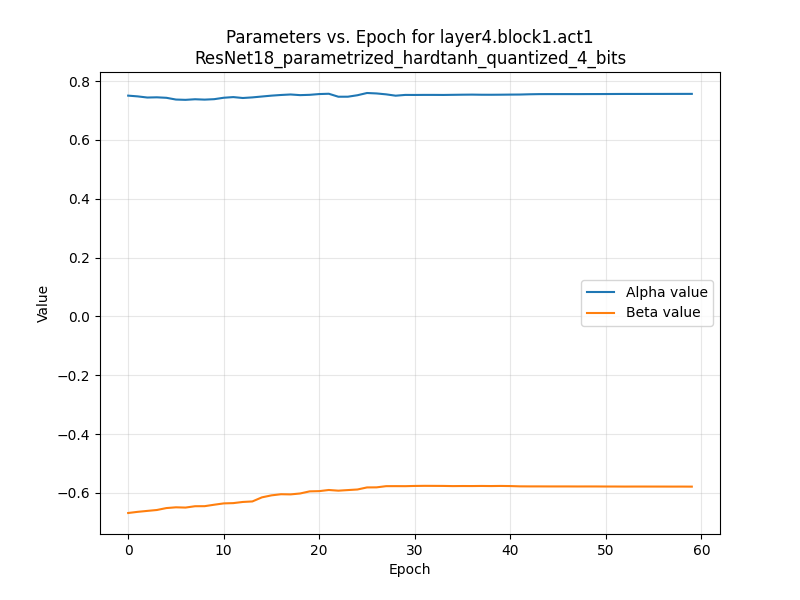 Parameters vs. Epoch for layer4.block1.act1
ResNet18_parametrized_hardtanh_quantized_4_bits
0.8
0.6
0.4
0.2
0.0
−0.2
−0.4
−0.6
Value
Alpha value
Beta value
0 10 20 30 40 50 60
Epoch